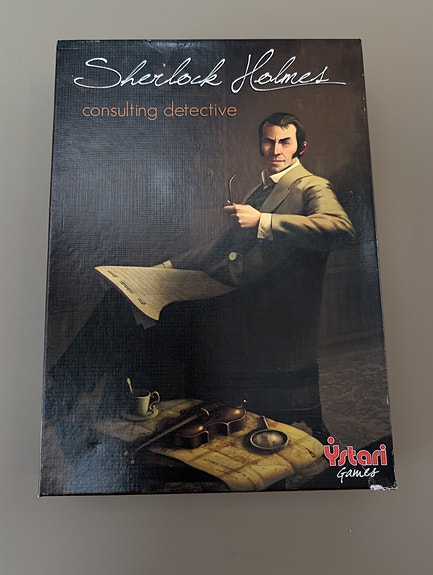 Sherlock Holmes
consulting detective
Ystari
Games